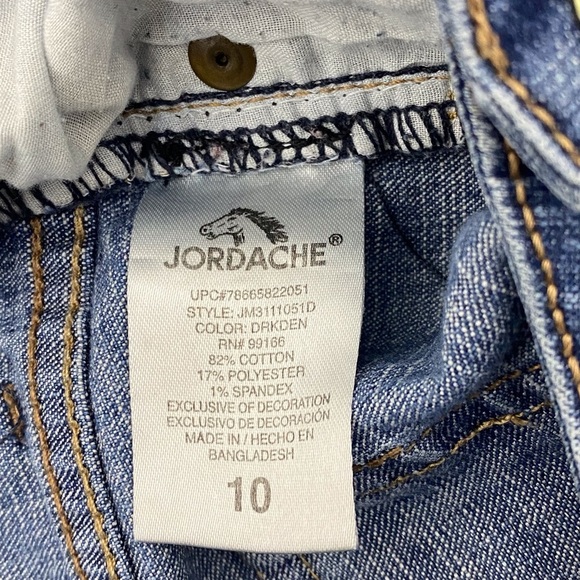 JORDACHE®
UPC#78665822051
STYLE: JM3111051D
COLOR: DRKDEN
RN# 99166
82% COTTON
17% POLYESTER
1% SPANDEX
EXCLUSIVE OF DECORATION
EXCLUSIVO DE DECORACIÓN
MADE IN / HECHO EN
BANGLADESH
10